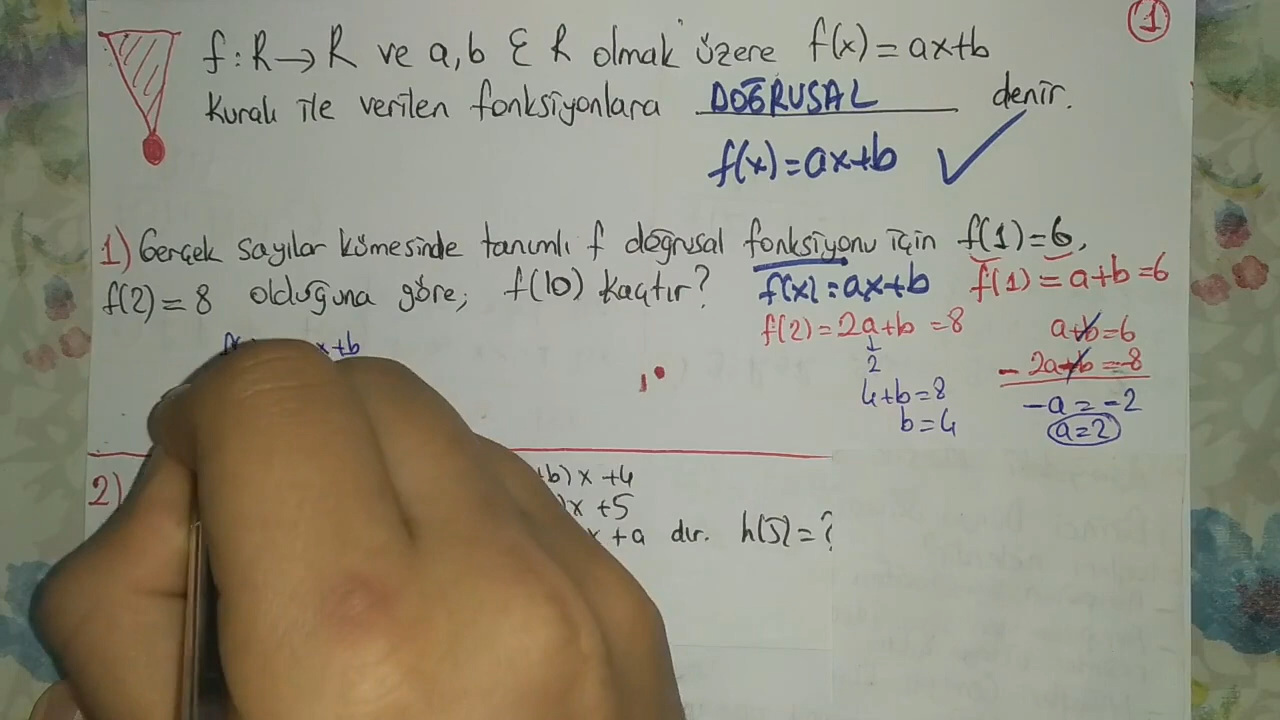 1
f:R→R ve a,b ε R olmak üzere f(x)=ax+b
Kuralı ile verilen fonksiyonlara DOĞRUSAL denir.
f(x)=ax+b ✓
1) Gerçek sayılar kümesinde tanımlı f doğrusal fonksiyonu için f(1)=6,
f(2)=8 olduğuna göre, f(10) kaçtır?
f(x)=ax+b
f(1)=a+b=6
f(2)=2a+b=8
2
4+b=8
b=4
a+b=6
- 2a+b=-8
-a=-2
a=2
x+b
2)
+b)x+4
)x+5
x+a dır. h(5)=?